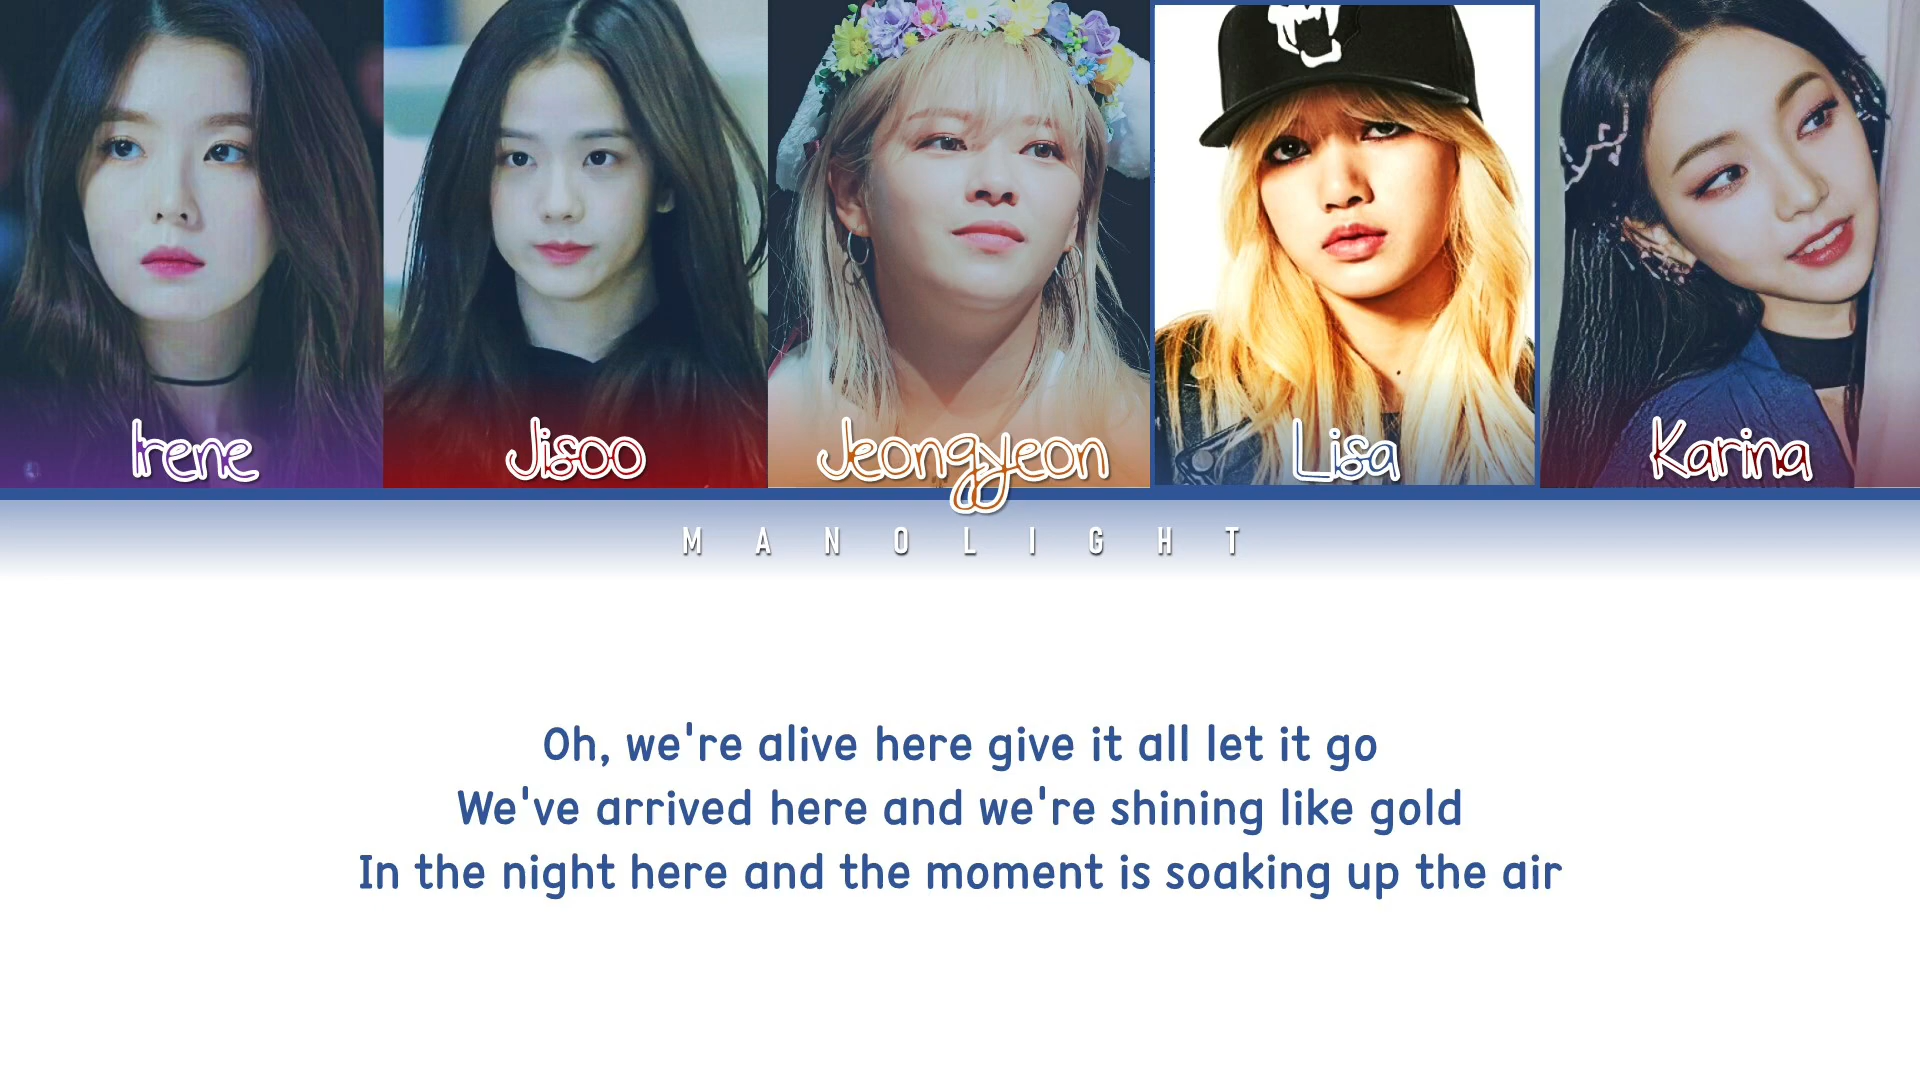 Irene Jisoo Jeongyeon Lisa Karina
MANOLIGHT
Oh, we're alive here give it all let it go
We've arrived here and we're shining like gold
In the night here and the moment is soaking up the air